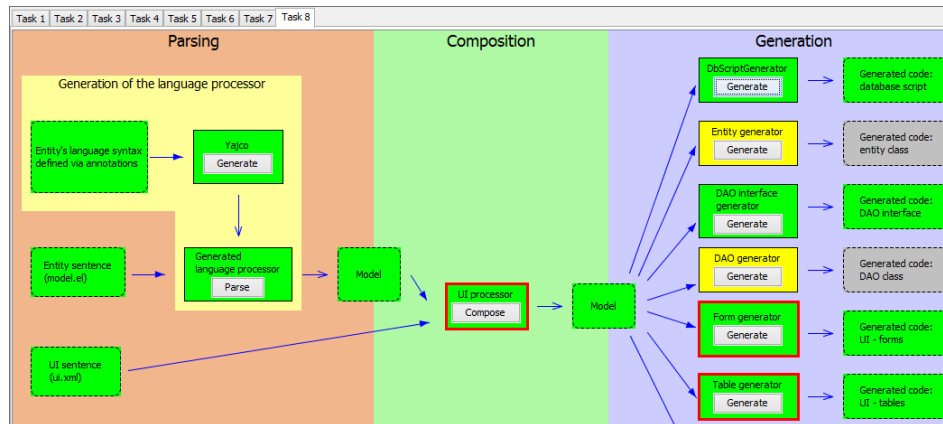 Task 1 Task 2 Task 3 Task 4 Task 5 Task 6 Task 7 Task 8
Parsing
Composition
Generation
Generation of the language processor
Entity's language syntax
defined via annotations
Yajco
Generate
Entity sentence
(model.el)
Generated
language processor
Parse
Model
UI sentence
(ui.xml)
UI processor
Compose
Model
DbScriptGenerator
Generate
Generated code:
database script
Entity generator
Generate
Generated code:
entity class
DAO interface
generator
Generate
Generated code:
DAO interface
DAO generator
Generate
Generated code:
DAO class
Form generator
Generate
Generated code:
UI - forms
Table generator
Generate
Generated code:
UI - tables